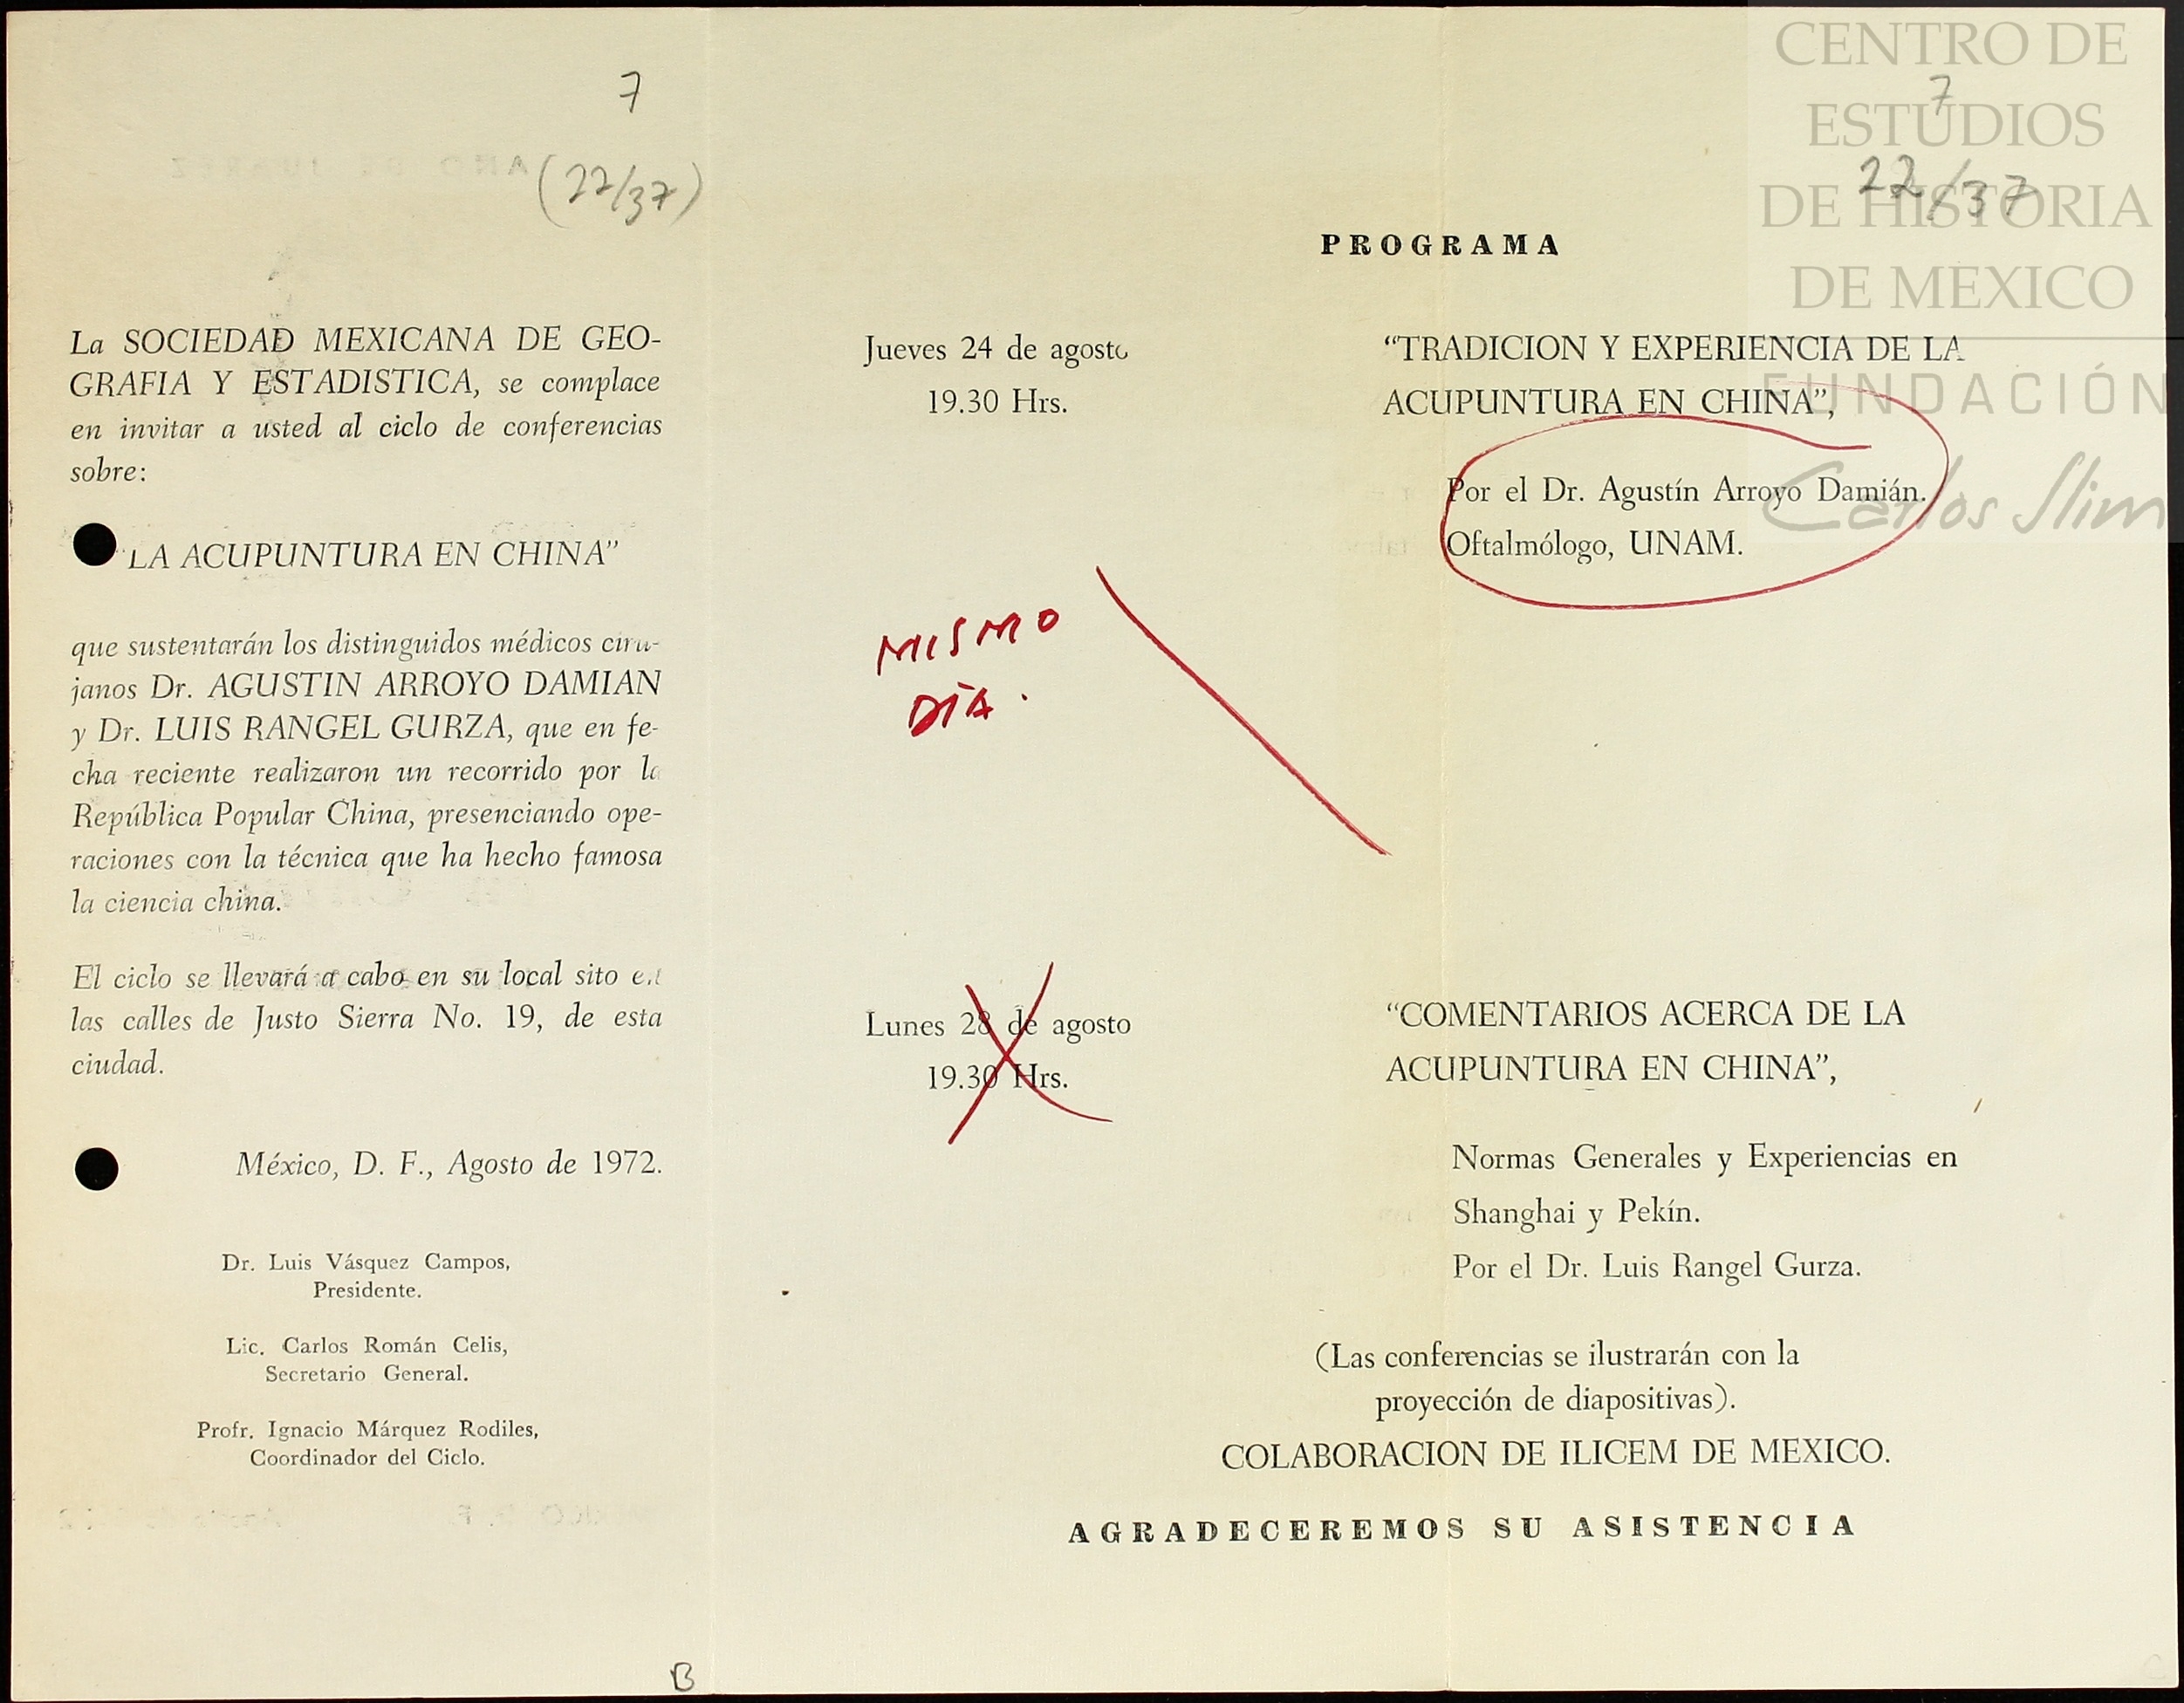 7
(22/37)
La SOCIEDAD MEXICANA DE GEO-
GRAFIA Y ESTADISTICA, se complace
en invitar a usted al ciclo de conferencias
sobre:
LA ACUPUNTURA EN CHINA”
que sustentarán los distinguidos médicos ciru-
janos Dr. AGUSTIN ARROYO DAMIAN
y Dr. LUIS RANGEL GURZA, que en fe-
cha reciente realizaron un recorrido por la
República Popular China, presenciando ope-
raciones con la técnica que ha hecho famosa
la ciencia china.
El ciclo se llevará a cabo en su local sito en
las calles de Justo Sierra No. 19, de esta
ciudad.
México, D. F., Agosto de 1972.
Dr. Luis Vásquez Campos,
Presidente.
Lic. Carlos Román Celis,
Secretario General.
Profr. Ignacio Márquez Rodiles,
Coordinador del Ciclo.
B
CENTRO DE
ESTUDIOS
DE HISTORIA
DE MEXICO
FUNDACIÓN
Carlos Slim
7
22/37
PROGRAMA
Jueves 24 de agosto
19.30 Hrs.
“TRADICION Y EXPERIENCIA DE LA
ACUPUNTURA EN CHINA”,
Por el Dr. Agustín Arroyo Damián.
Oftalmólogo, UNAM.
MISMO
DÍA.
Lunes 28 de agosto
19.30 Hrs.
“COMENTARIOS ACERCA DE LA
ACUPUNTURA EN CHINA”,
Normas Generales y Experiencias en
Shanghai y Pekín.
Por el Dr. Luis Rangel Gurza.
(Las conferencias se ilustrarán con la
proyección de diapositivas).
COLABORACION DE ILICEM DE MEXICO.
AGRADECEREMOS SU ASISTENCIA